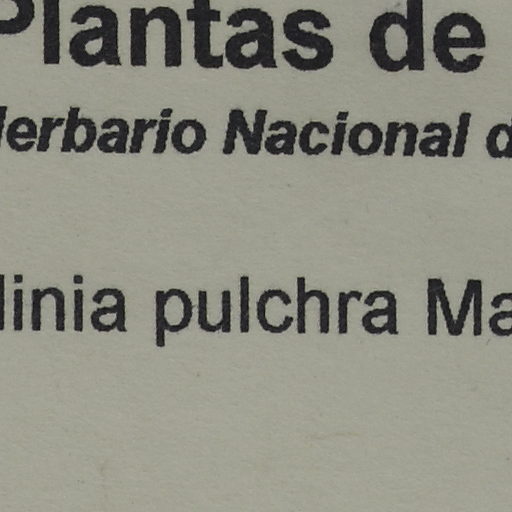 Plantas de
Herbario Nacional d
linia pulchra Ma